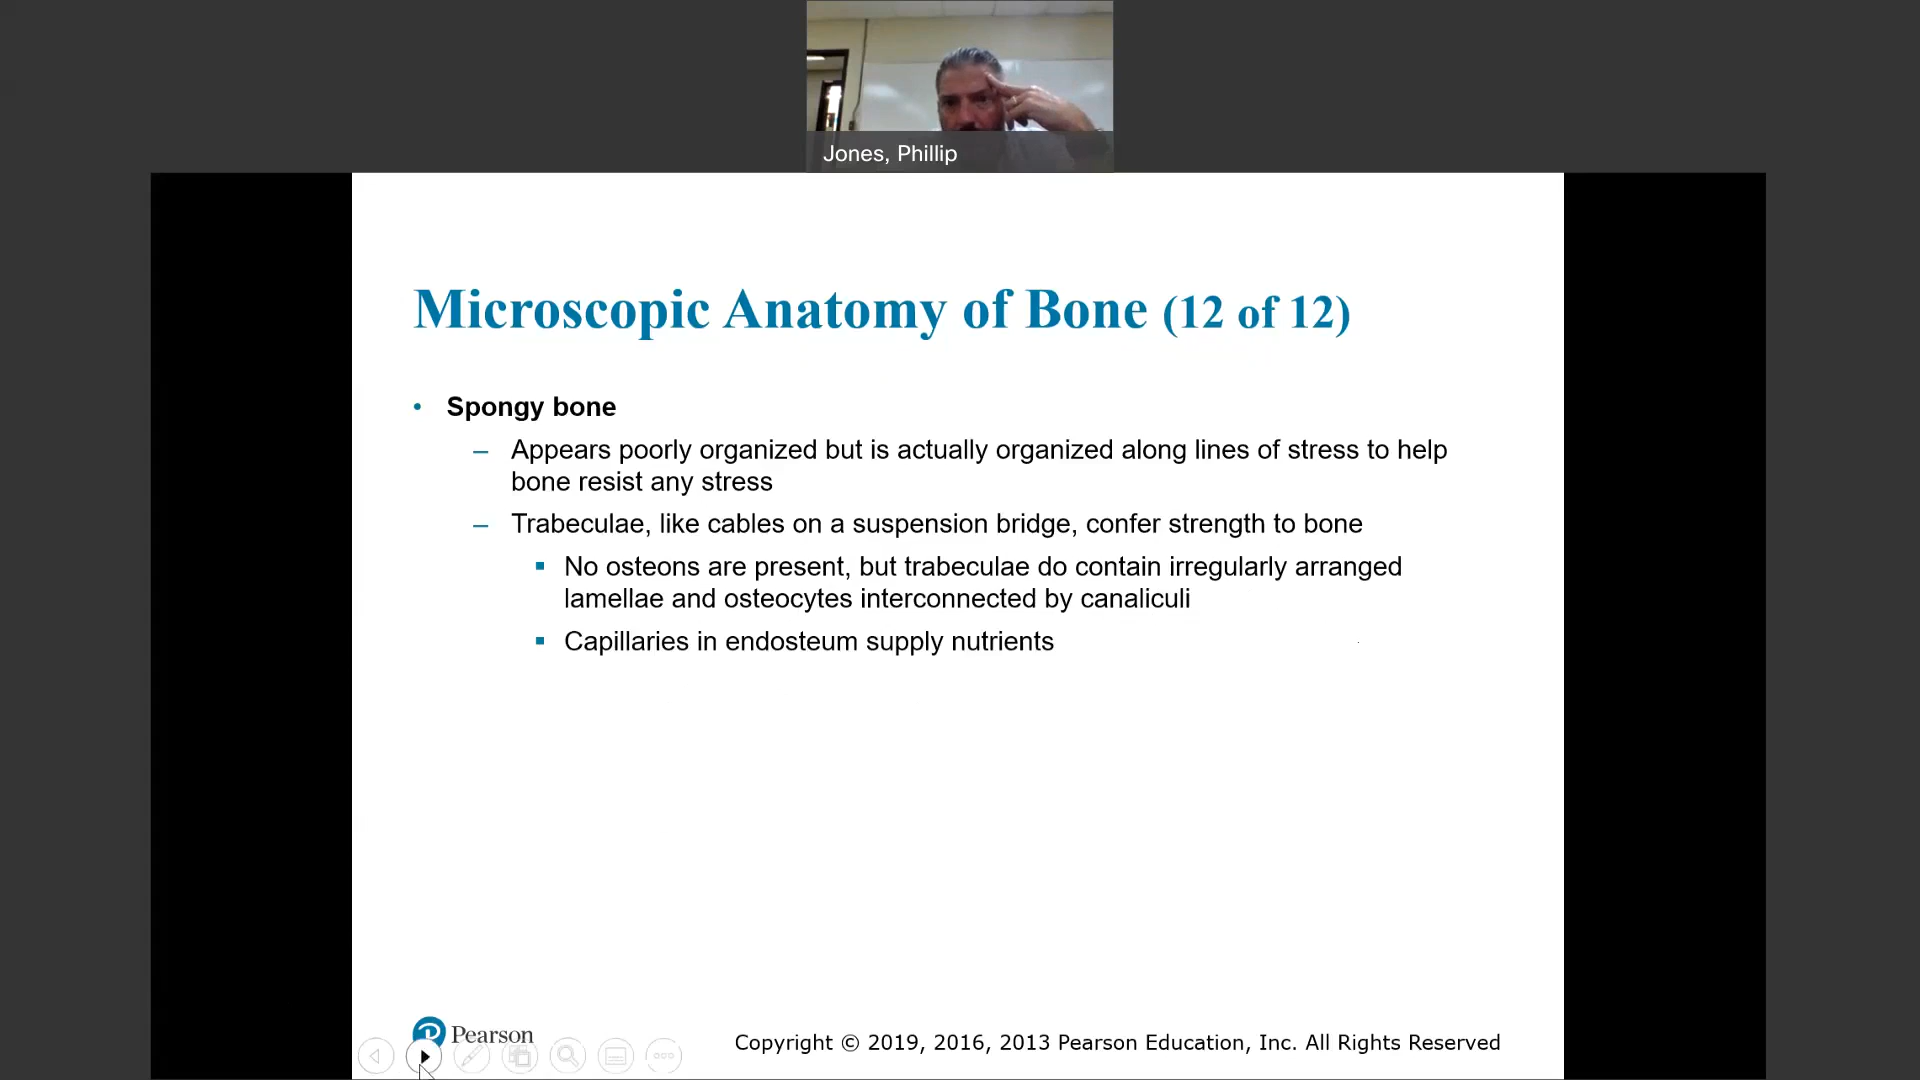 Jones, Phillip
Microscopic Anatomy of Bone (12 of 12)
• Spongy bone
– Appears poorly organized but is actually organized along lines of stress to help
bone resist any stress
– Trabeculae, like cables on a suspension bridge, confer strength to bone
▪ No osteons are present, but trabeculae do contain irregularly arranged
lamellae and osteocytes interconnected by canaliculi
▪ Capillaries in endosteum supply nutrients
Pearson
Copyright © 2019, 2016, 2013 Pearson Education, Inc. All Rights Reserved